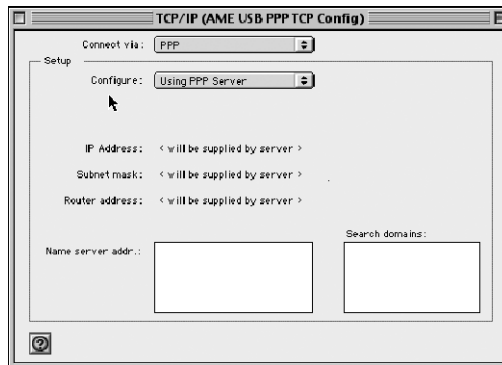 TCP/IP (AME USB PPP TCP Config)
Connect via: PPP
Setup
Configure: Using PPP Server
IP Address: < will be supplied by server >
Subnet mask: < will be supplied by server >
Router address: < will be supplied by server >
Search domains:
Name server addr.:
?